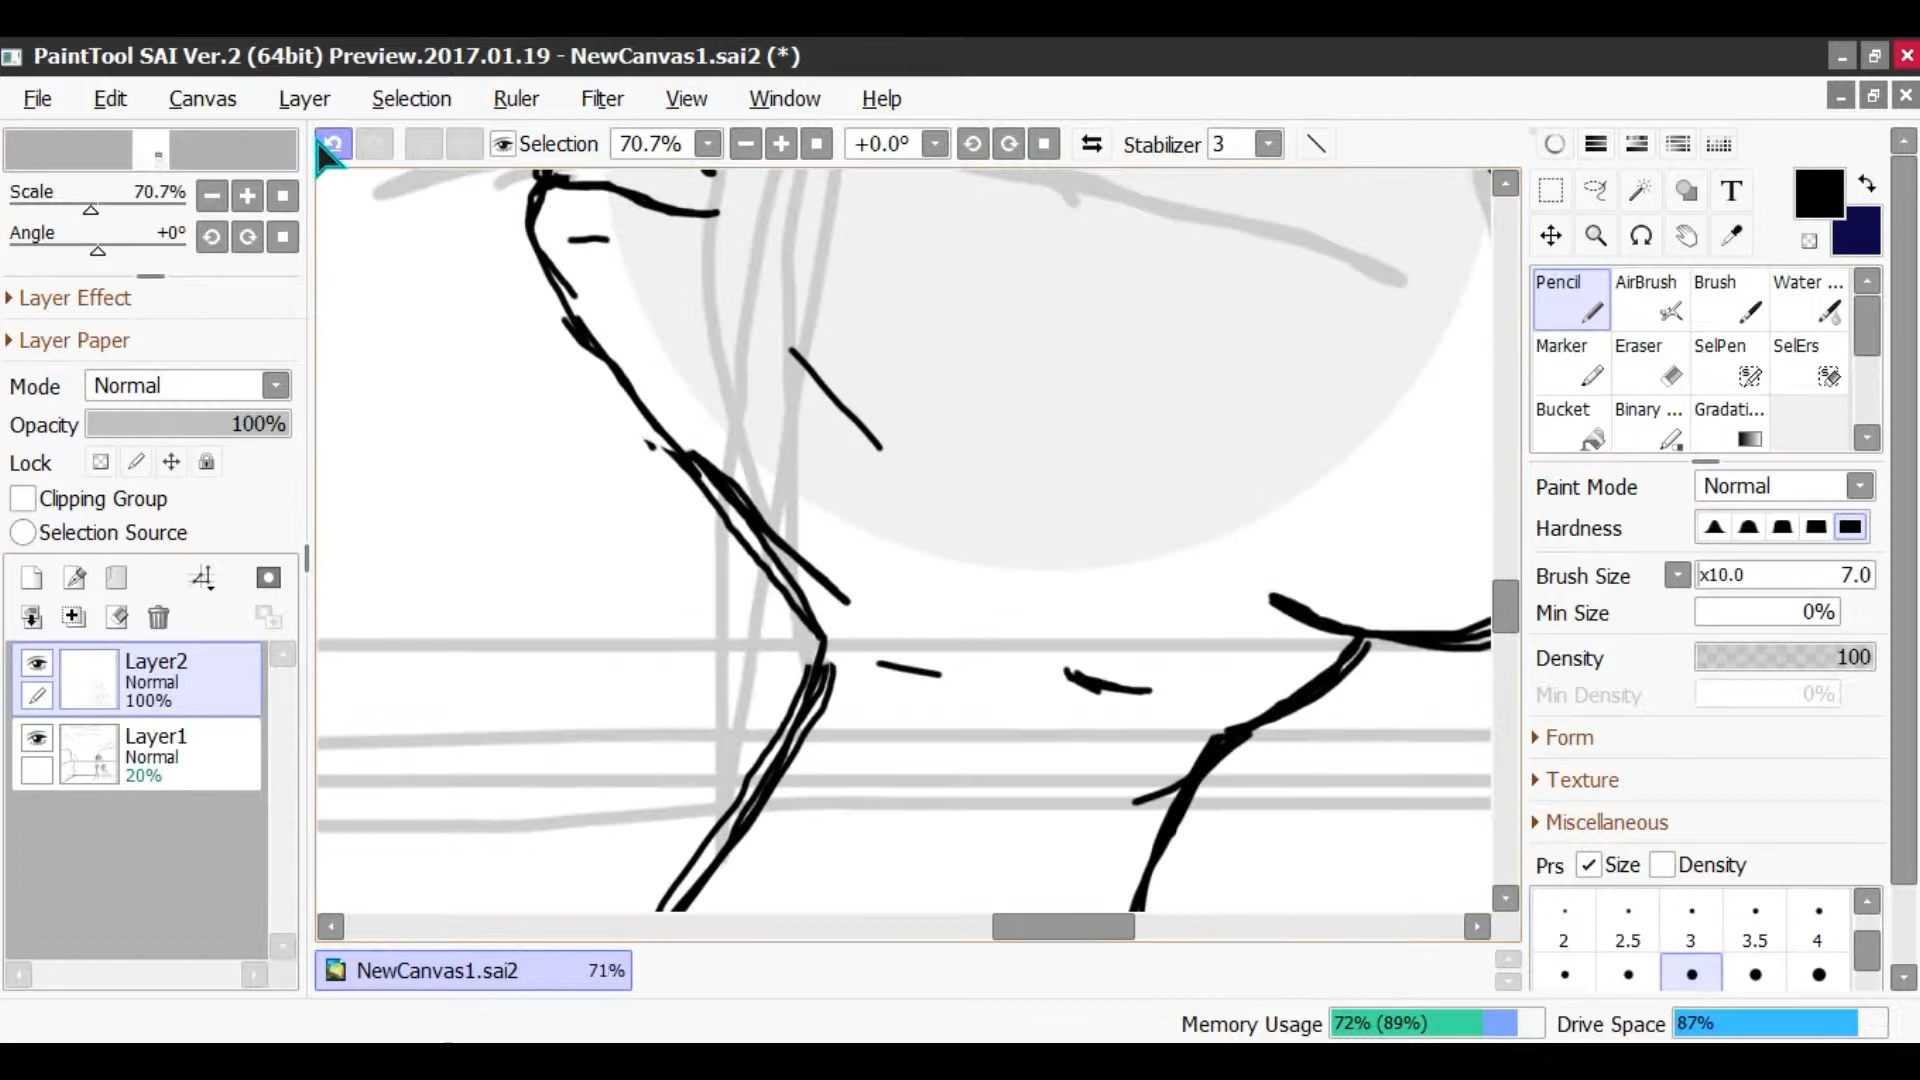 PaintTool SAI Ver.2 (64bit) Preview.2017.01.19 - NewCanvas1.sai2 (*)
File Edit Canvas Layer Selection Ruler Filter View Window Help
Selection 70.7% +0.0° Stabilizer 3
Scale 70.7%
Angle +0°
Layer Effect
Layer Paper
Mode Normal
Opacity 100%
Lock
Clipping Group
Selection Source
Layer2
Normal
100%
Layer1
Normal
20%
NewCanvas1.sai2 71%
T
Pencil AirBrush Brush Water ...
Marker Eraser SelPen SelErs
Bucket Binary ... Gradati...
Paint Mode Normal
Hardness
Brush Size x10.0 7.0
Min Size 0%
Density 100
Min Density 0%
Form
Texture
Miscellaneous
Prs Size Density
2 2.5 3 3.5 4
Memory Usage 72% (89%) Drive Space 87%